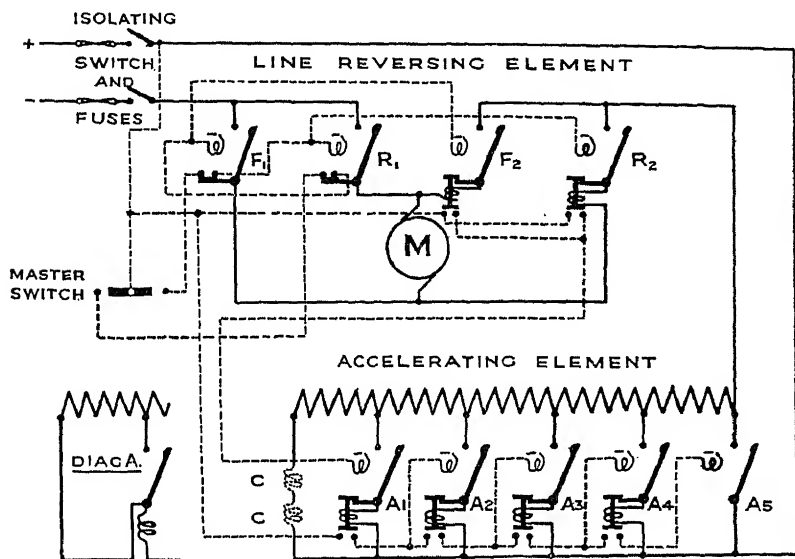 ISOLATING
+
SWITCH
AND
FUSES
-
LINE REVERSING ELEMENT
F1
R1
F2
R2
M
MASTER
SWITCH
ACCELERATING ELEMENT
DIAG A.
C
C
A1
A2
A3
A4
A5